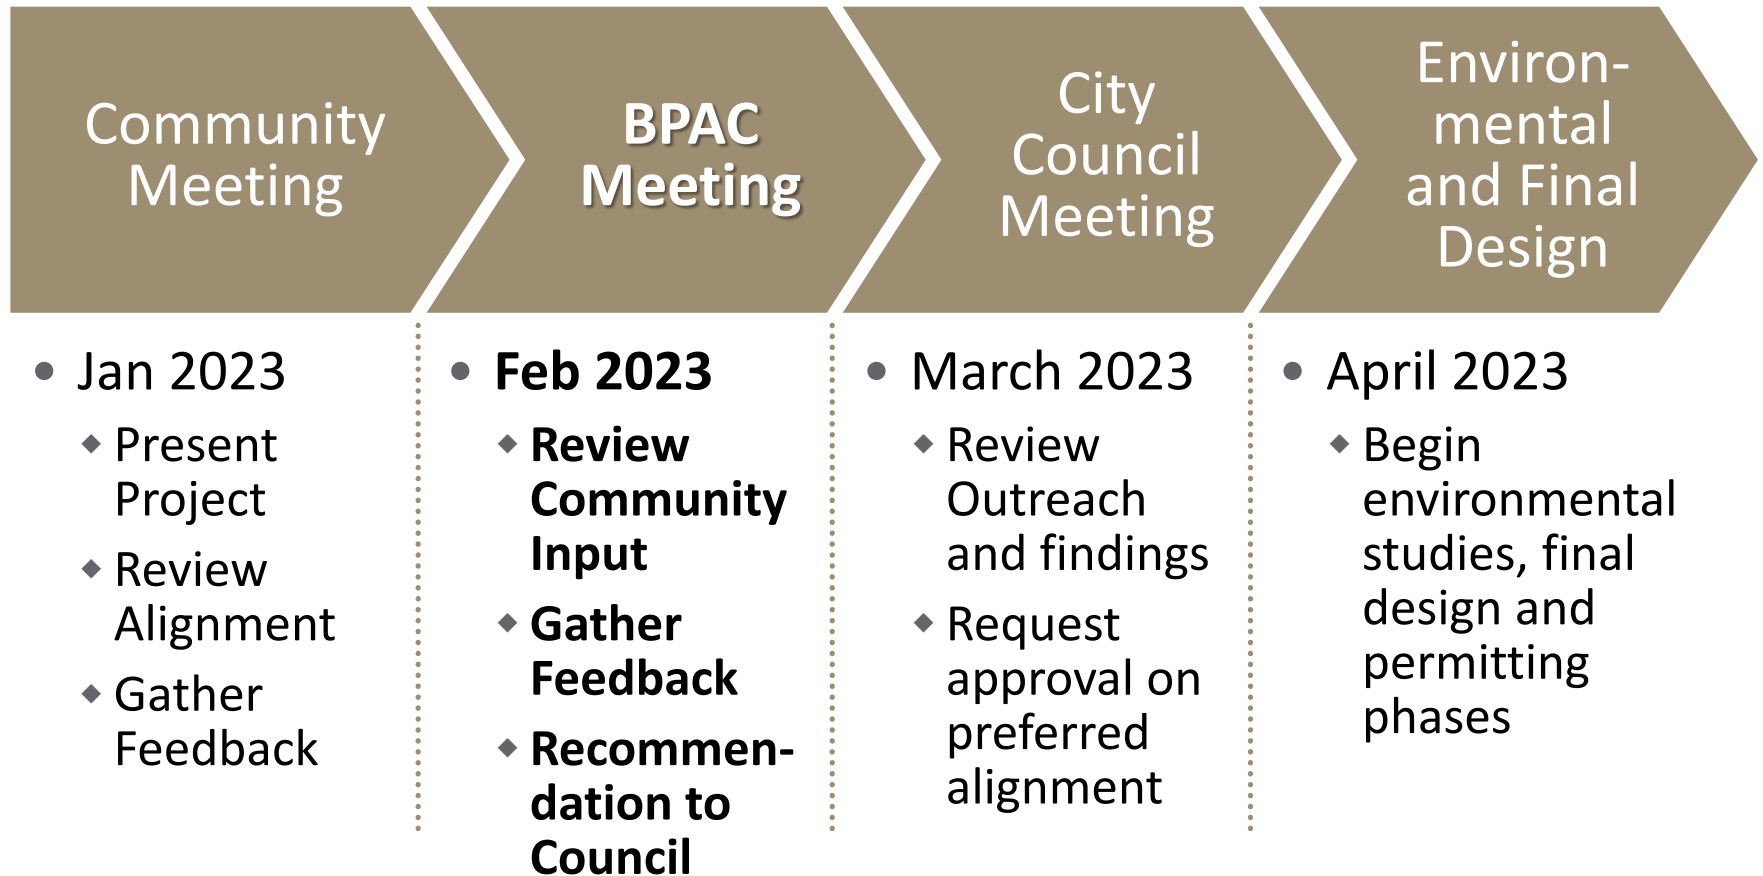 Community
Meeting
BPAC
Meeting
City
Council
Meeting
Environ-
mental
and Final
Design
Jan 2023
Present
Project
Review
Alignment
Gather
Feedback
Feb 2023
Review
Community
Input
Gather
Feedback
Recommen-
dation to
Council
March 2023
Review
Outreach
and findings
Request
approval on
preferred
alignment
April 2023
Begin
environmental
studies, final
design and
permitting
phases